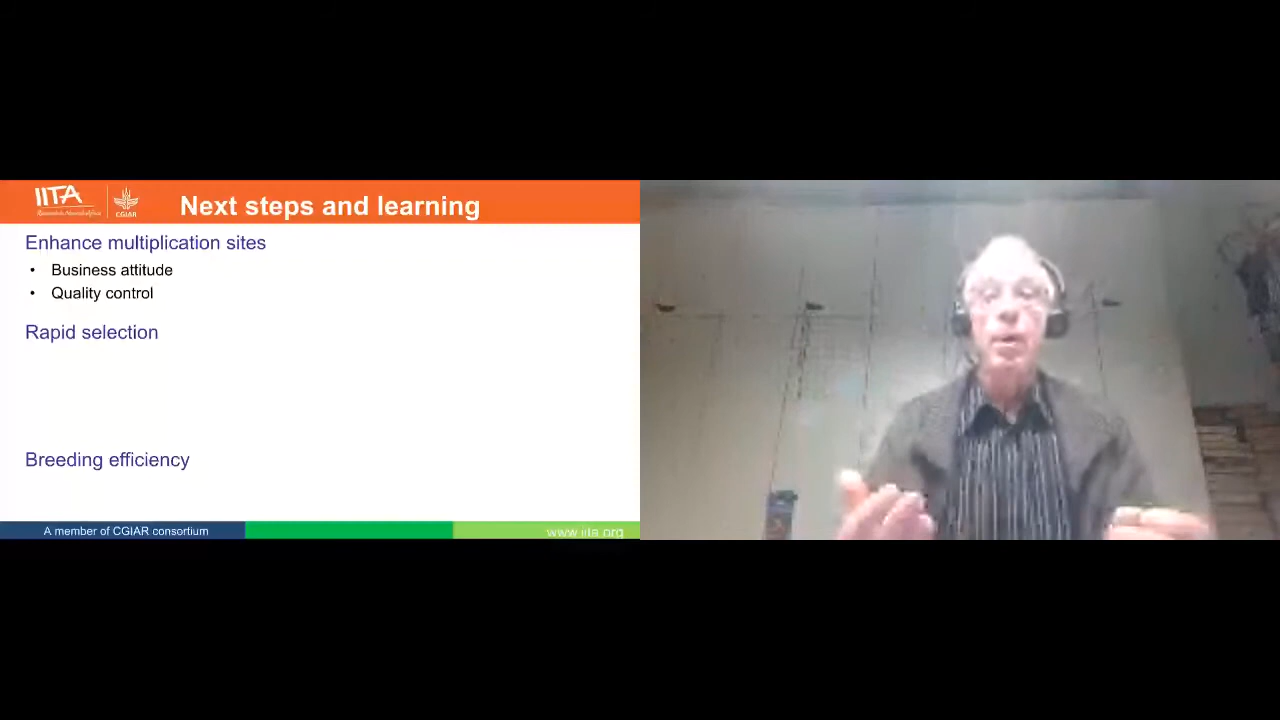 IITA
CGIAR
Next steps and learning
Enhance multiplication sites
• Business attitude
• Quality control
Rapid selection
Breeding efficiency
A member of CGIAR consortium
www.iita.org